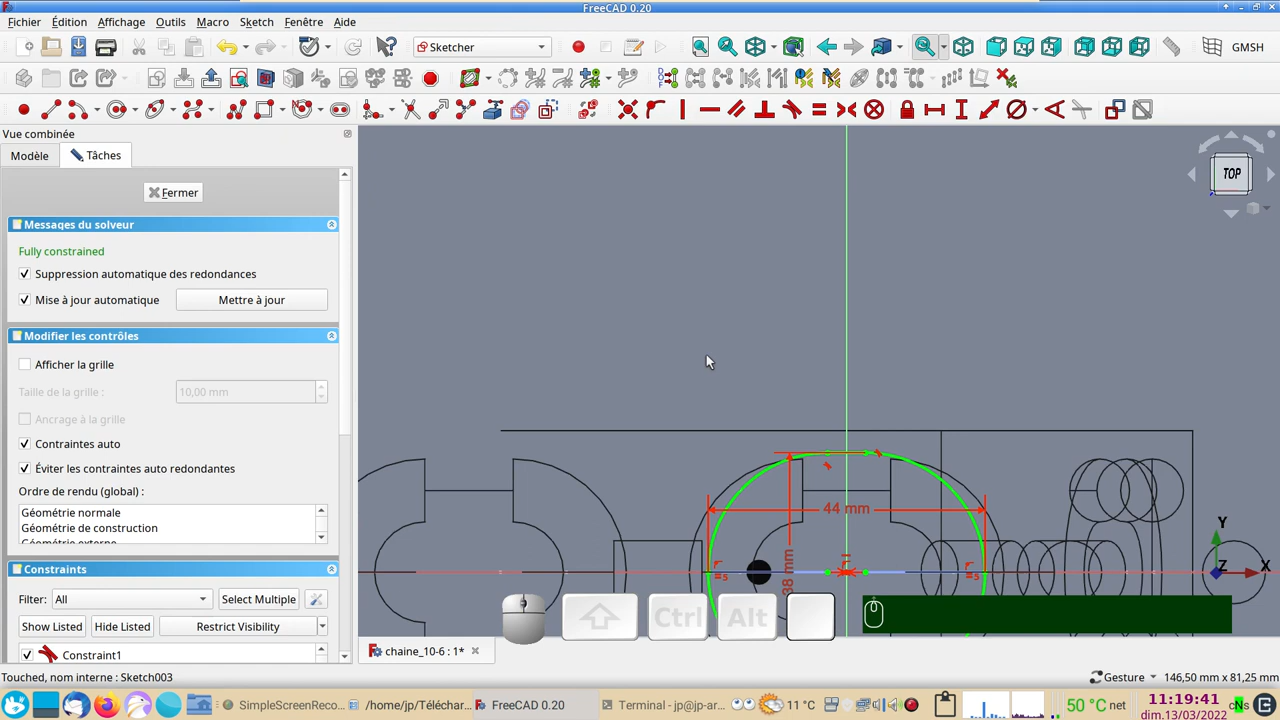 FreeCAD 0.20
Fichier Édition Affichage Outils Macro Sketch Fenêtre Aide
Sketcher
GMSH
Vue combinée
Modèle Tâches
Fermer
Messages du solveur
Fully constrained
Suppression automatique des redondances
Mise à jour automatique Mettre à jour
Modifier les contrôles
Afficher la grille
Taille de la grille : 10,00 mm
Ancrage à la grille
Contraintes auto
Éviter les contraintes auto redondantes
Ordre de rendu (global) :
Géométrie normale
Géométrie de construction
Géométrie externe
Constraints
Filter: All Select Multiple
Show Listed Hide Listed Restrict Visibility
Constraint1
TOP
44 mm
38 mm
5
5
Y
Z X
Ctrl Alt
chaine_10-6 : 1*
Touched, nom interne : Sketch003
Gesture 146,50 mm x 81,25 mm
SimpleScreenReco... /home/jp/Téléchar... FreeCAD 0.20 Terminal - jp@jp-ar...
11 °C
50 °C net
11:19:41
dim.13/03/2022